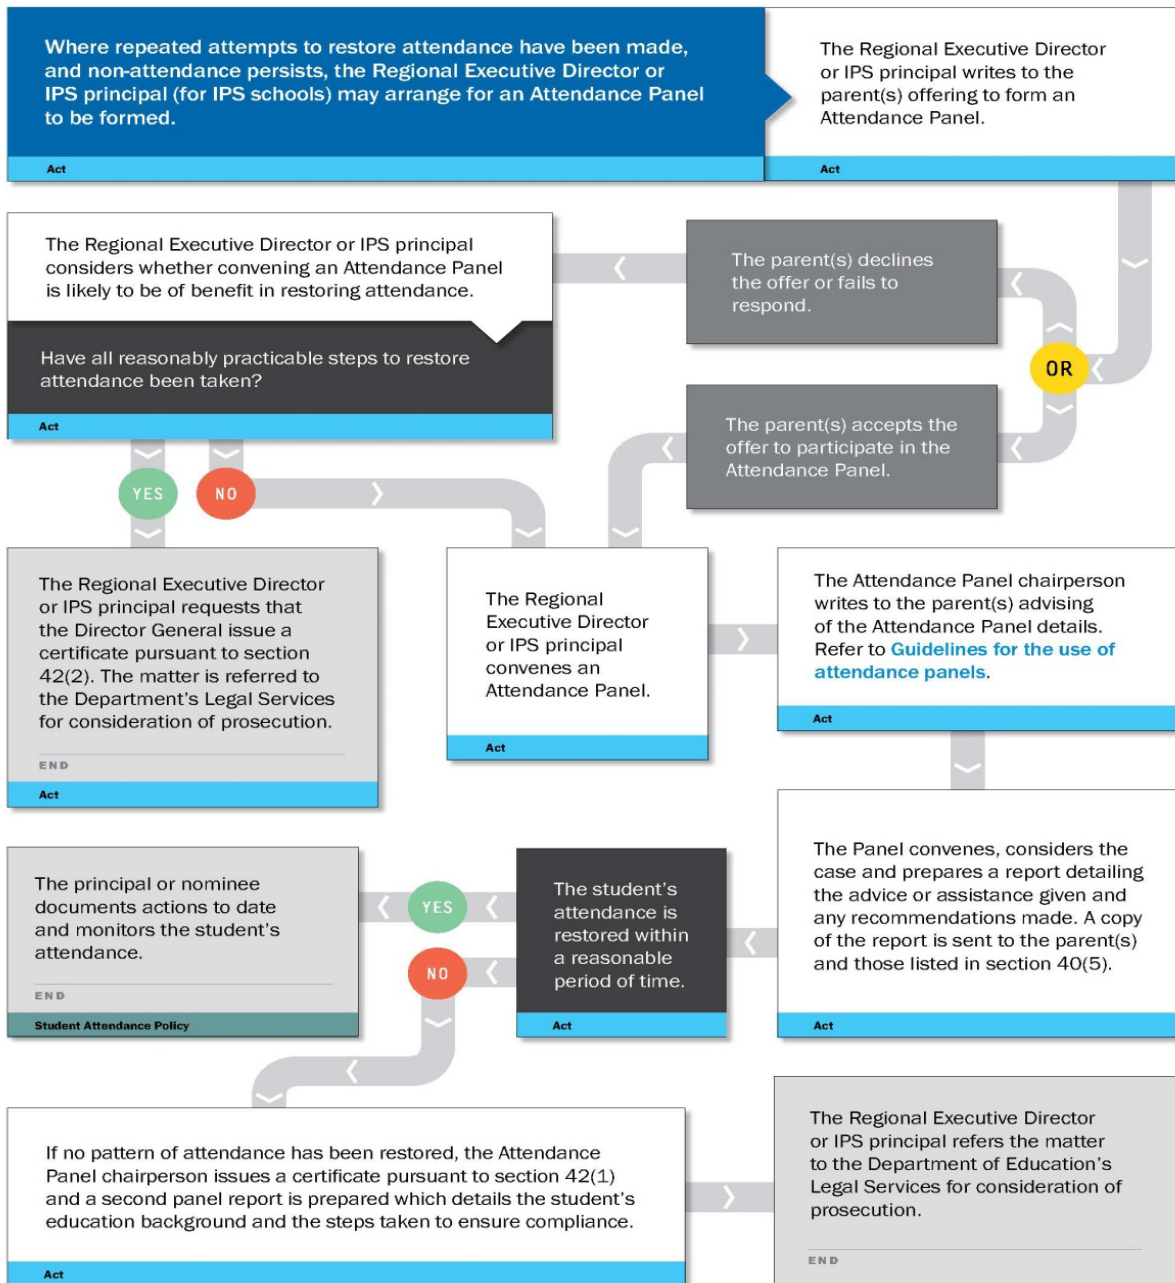 Where repeated attempts to restore attendance have been made,
and non-attendance persists, the Regional Executive Director or
IPS principal (for IPS schools) may arrange for an Attendance Panel
to be formed.
Act
The Regional Executive Director
or IPS principal writes to the
parent(s) offering to form an
Attendance Panel.
Act
The Regional Executive Director or IPS principal
considers whether convening an Attendance Panel
is likely to be of benefit in restoring attendance.
Have all reasonably practicable steps to restore
attendance been taken?
Act
The parent(s) declines
the offer or fails to
respond.
OR
The parent(s) accepts the
offer to participate in the
Attendance Panel.
YES
NO
The Regional Executive Director
or IPS principal requests that
the Director General issue a
certificate pursuant to section
42(2). The matter is referred to
the Department's Legal Services
for consideration of prosecution.
END
Act
The Regional
Executive Director
or IPS principal
convenes an
Attendance Panel.
Act
The Attendance Panel chairperson
writes to the parent(s) advising
of the Attendance Panel details.
Refer to Guidelines for the use of
attendance panels.
Act
The Panel convenes, considers the
case and prepares a report detailing
the advice or assistance given and
any recommendations made. A copy
of the report is sent to the parent(s)
and those listed in section 40(5).
Act
The student's
attendance is
restored within
a reasonable
period of time.
Act
YES
NO
The principal or nominee
documents actions to date
and monitors the student's
attendance.
END
Student Attendance Policy
If no pattern of attendance has been restored, the Attendance
Panel chairperson issues a certificate pursuant to section 42(1)
and a second panel report is prepared which details the student's
education background and the steps taken to ensure compliance.
Act
The Regional Executive Director
or IPS principal refers the matter
to the Department of Education's
Legal Services for consideration of
prosecution.
END